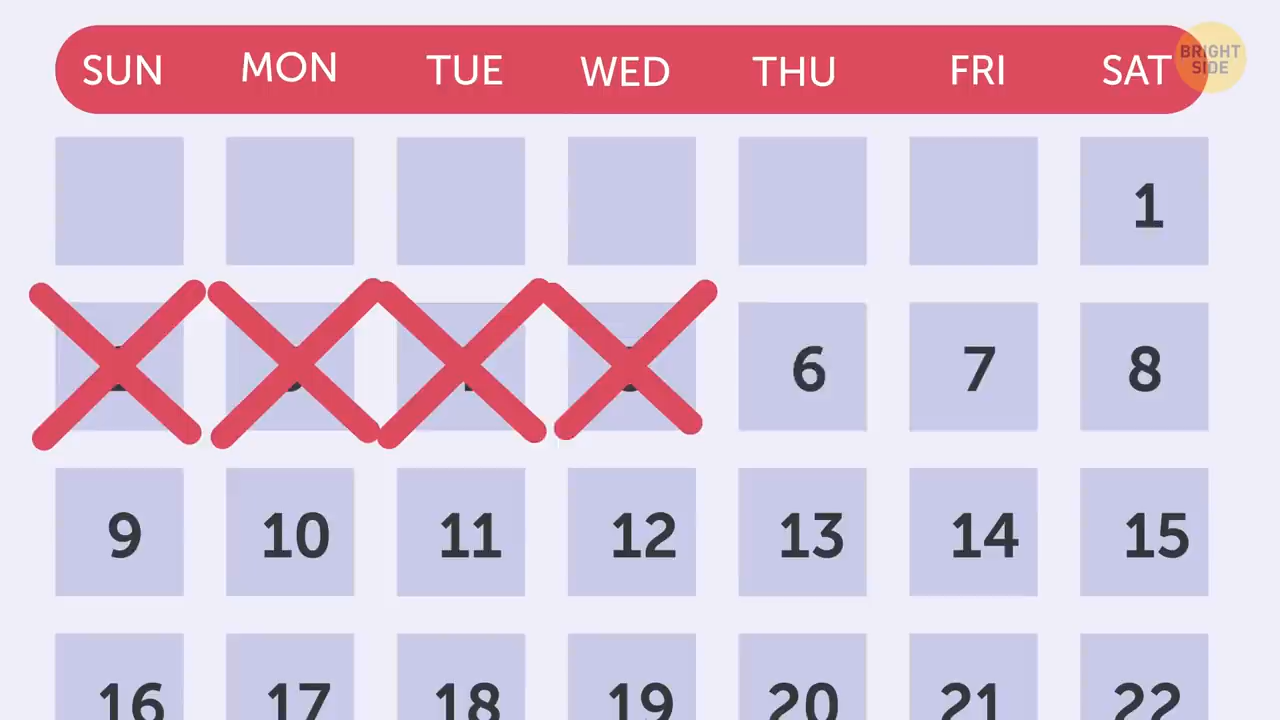 SUN MON TUE WED THU FRI SAT
BRIGHT
SIDE
1
6 7 8
9 10 11 12 13 14 15
16 17 18 19 20 21 22